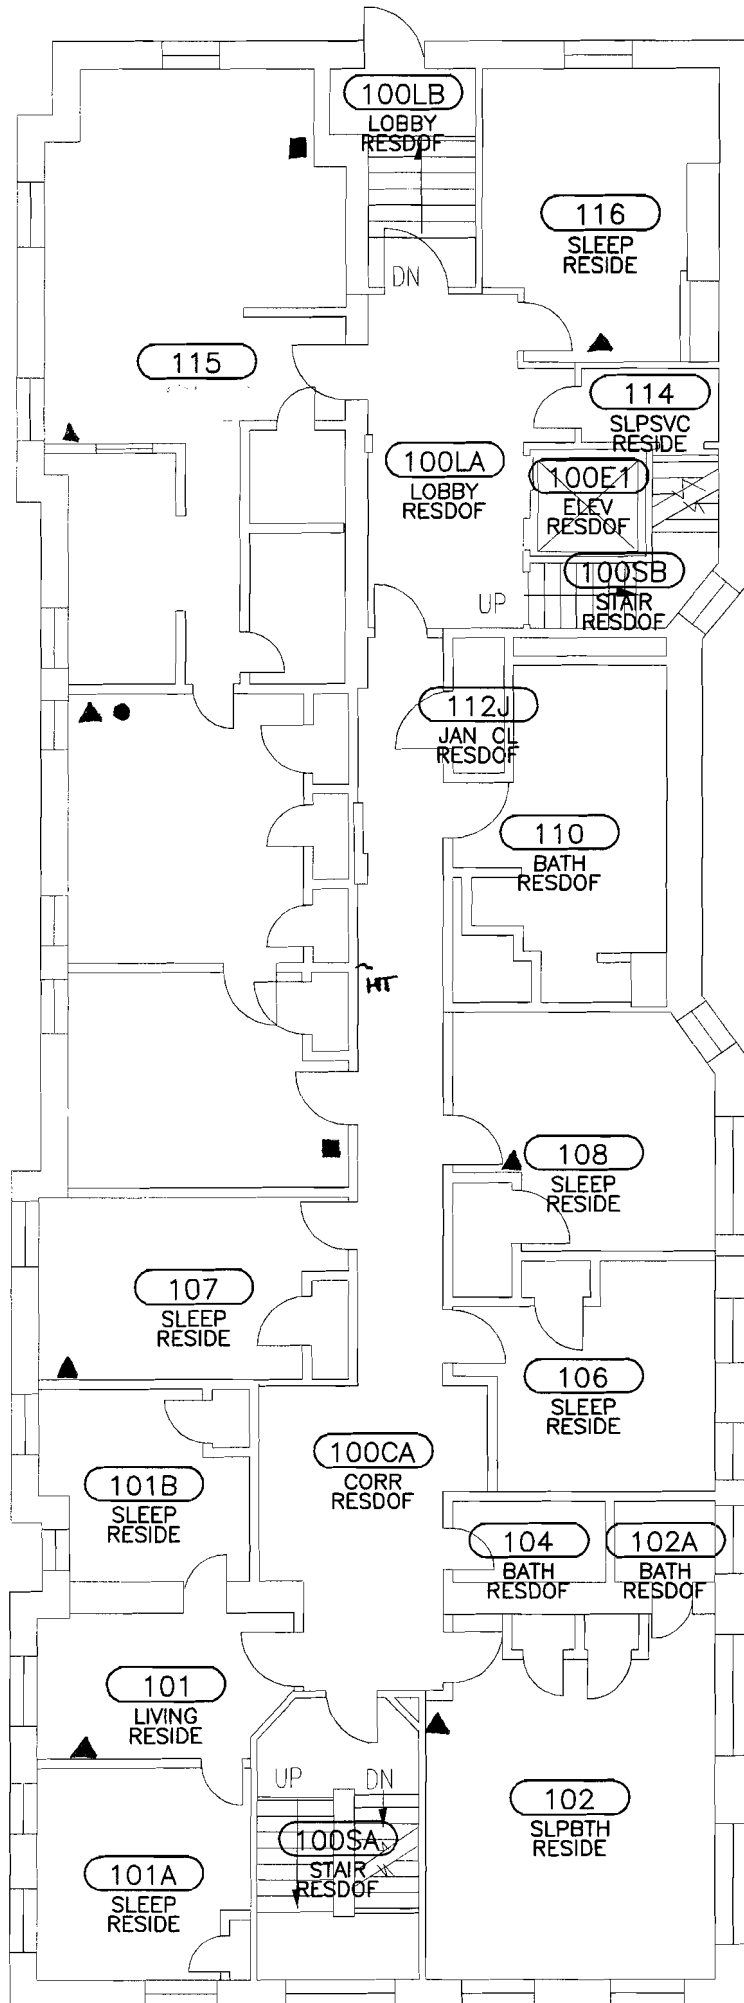 100LB
LOBBY
RESDOF
116
SLEEP
RESIDE
DN
115
114
SLPSVC
RESIDE
100LA
LOBBY
RESDOF
100E1
ELEV
RESDOF
100SB
STAIR
RESDOF
UP
112J
JAN CL
RESDOF
110
BATH
RESDOF
HT
108
SLEEP
RESIDE
107
SLEEP
RESIDE
106
SLEEP
RESIDE
100CA
CORR
RESDOF
101B
SLEEP
RESIDE
104
BATH
RESDOF
102A
BATH
RESDOF
101
LIVING
RESIDE
UP
DN
102
SLPBTH
RESIDE
100SA
STAIR
RESDOF
101A
SLEEP
RESIDE